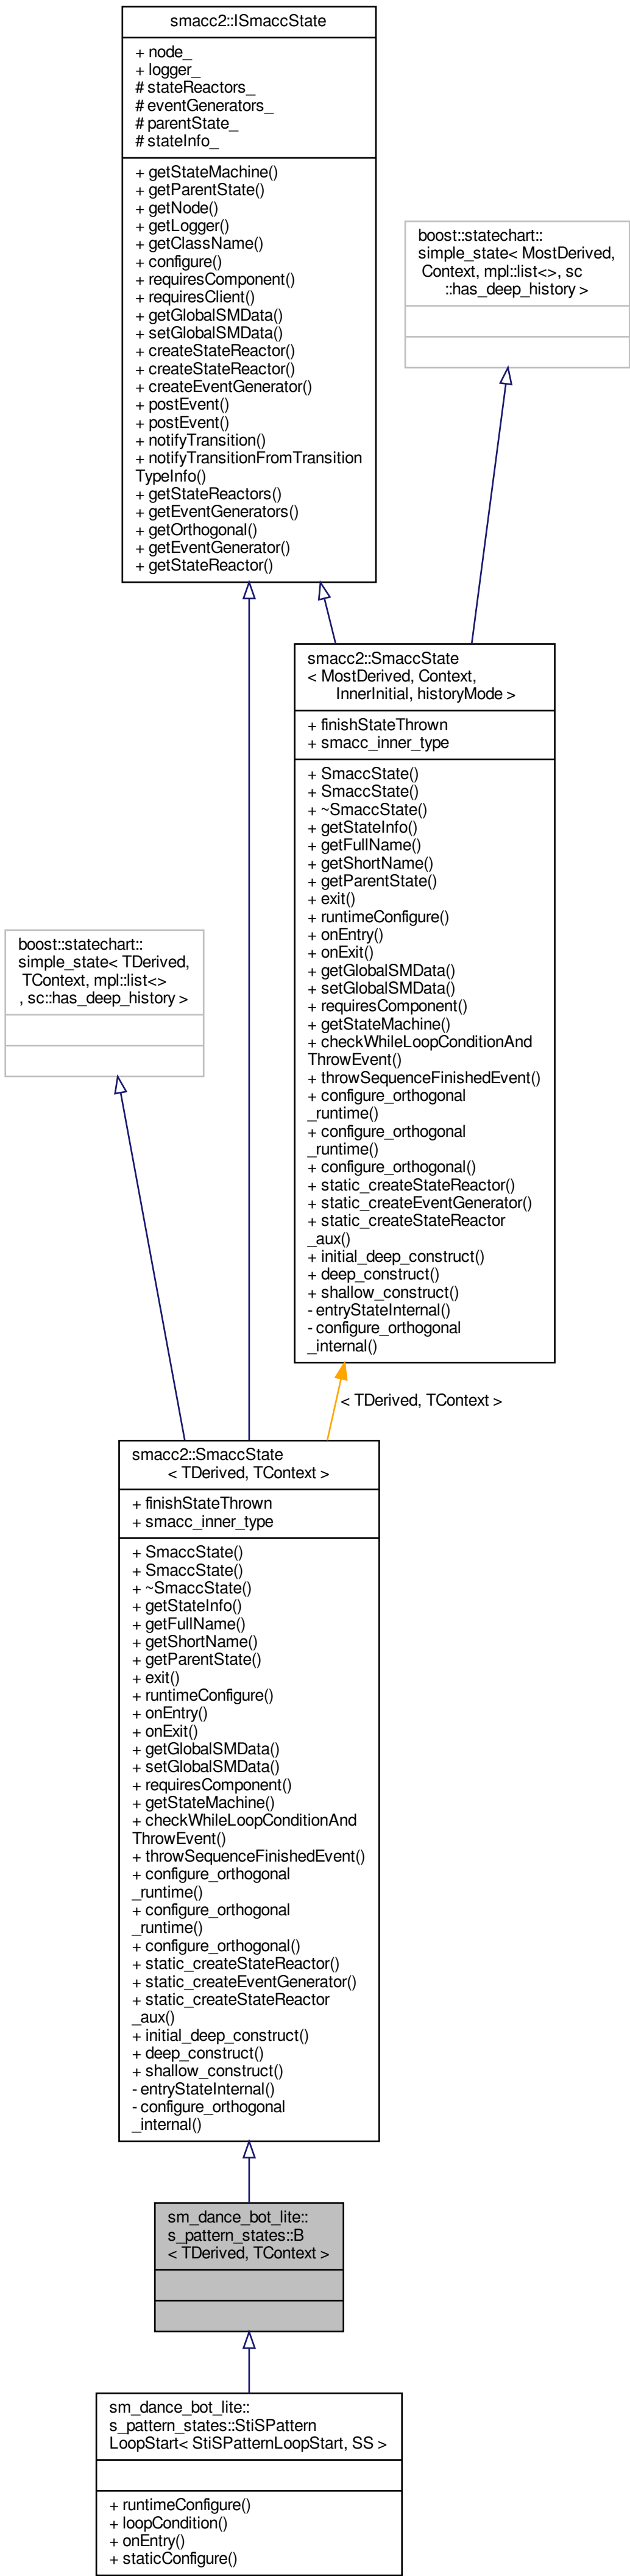 smacc2::ISmaccState
+ node_
+ logger_
# stateReactors_
# eventGenerators_
# parentState_
# stateInfo_
+ getStateMachine()
+ getParentState()
+ getNode()
+ getLogger()
+ getClassName()
+ configure()
+ requiresComponent()
+ requiresClient()
+ getGlobalSMData()
+ setGlobalSMData()
+ createStateReactor()
+ createStateReactor()
+ createEventGenerator()
+ postEvent()
+ postEvent()
+ notifyTransition()
+ notifyTransitionFromTransition
TypeInfo()
+ getStateReactors()
+ getEventGenerators()
+ getOrthogonal()
+ getEventGenerator()
+ getStateReactor()
boost::statechart::
simple_state< MostDerived,
Context, mpl::list<>, sc
::has_deep_history >
smacc2::SmaccState
< MostDerived, Context,
InnerInitial, historyMode >
+ finishStateThrown
+ smacc_inner_type
+ SmaccState()
+ SmaccState()
+ ~SmaccState()
+ getStateInfo()
+ getFullName()
+ getShortName()
+ getParentState()
+ exit()
+ runtimeConfigure()
+ onEntry()
+ onExit()
+ getGlobalSMData()
+ setGlobalSMData()
+ requiresComponent()
+ getStateMachine()
+ checkWhileLoopConditionAnd
ThrowEvent()
+ throwSequenceFinishedEvent()
+ configure_orthogonal
_runtime()
+ configure_orthogonal
_runtime()
+ configure_orthogonal()
+ static_createStateReactor()
+ static_createEventGenerator()
+ static_createStateReactor
_aux()
+ initial_deep_construct()
+ deep_construct()
+ shallow_construct()
- entryStateInternal()
- configure_orthogonal
_internal()
boost::statechart::
simple_state< TDerived,
TContext, mpl::list<>
, sc::has_deep_history >
< TDerived, TContext >
smacc2::SmaccState
< TDerived, TContext >
+ finishStateThrown
+ smacc_inner_type
+ SmaccState()
+ SmaccState()
+ ~SmaccState()
+ getStateInfo()
+ getFullName()
+ getShortName()
+ getParentState()
+ exit()
+ runtimeConfigure()
+ onEntry()
+ onExit()
+ getGlobalSMData()
+ setGlobalSMData()
+ requiresComponent()
+ getStateMachine()
+ checkWhileLoopConditionAnd
ThrowEvent()
+ throwSequenceFinishedEvent()
+ configure_orthogonal
_runtime()
+ configure_orthogonal
_runtime()
+ configure_orthogonal()
+ static_createStateReactor()
+ static_createEventGenerator()
+ static_createStateReactor
_aux()
+ initial_deep_construct()
+ deep_construct()
+ shallow_construct()
- entryStateInternal()
- configure_orthogonal
_internal()
sm_dance_bot_lite::
s_pattern_states::B
< TDerived, TContext >
sm_dance_bot_lite::
s_pattern_states::StiSPattern
LoopStart< StiSPatternLoopStart, SS >
+ runtimeConfigure()
+ loopCondition()
+ onEntry()
+ staticConfigure()